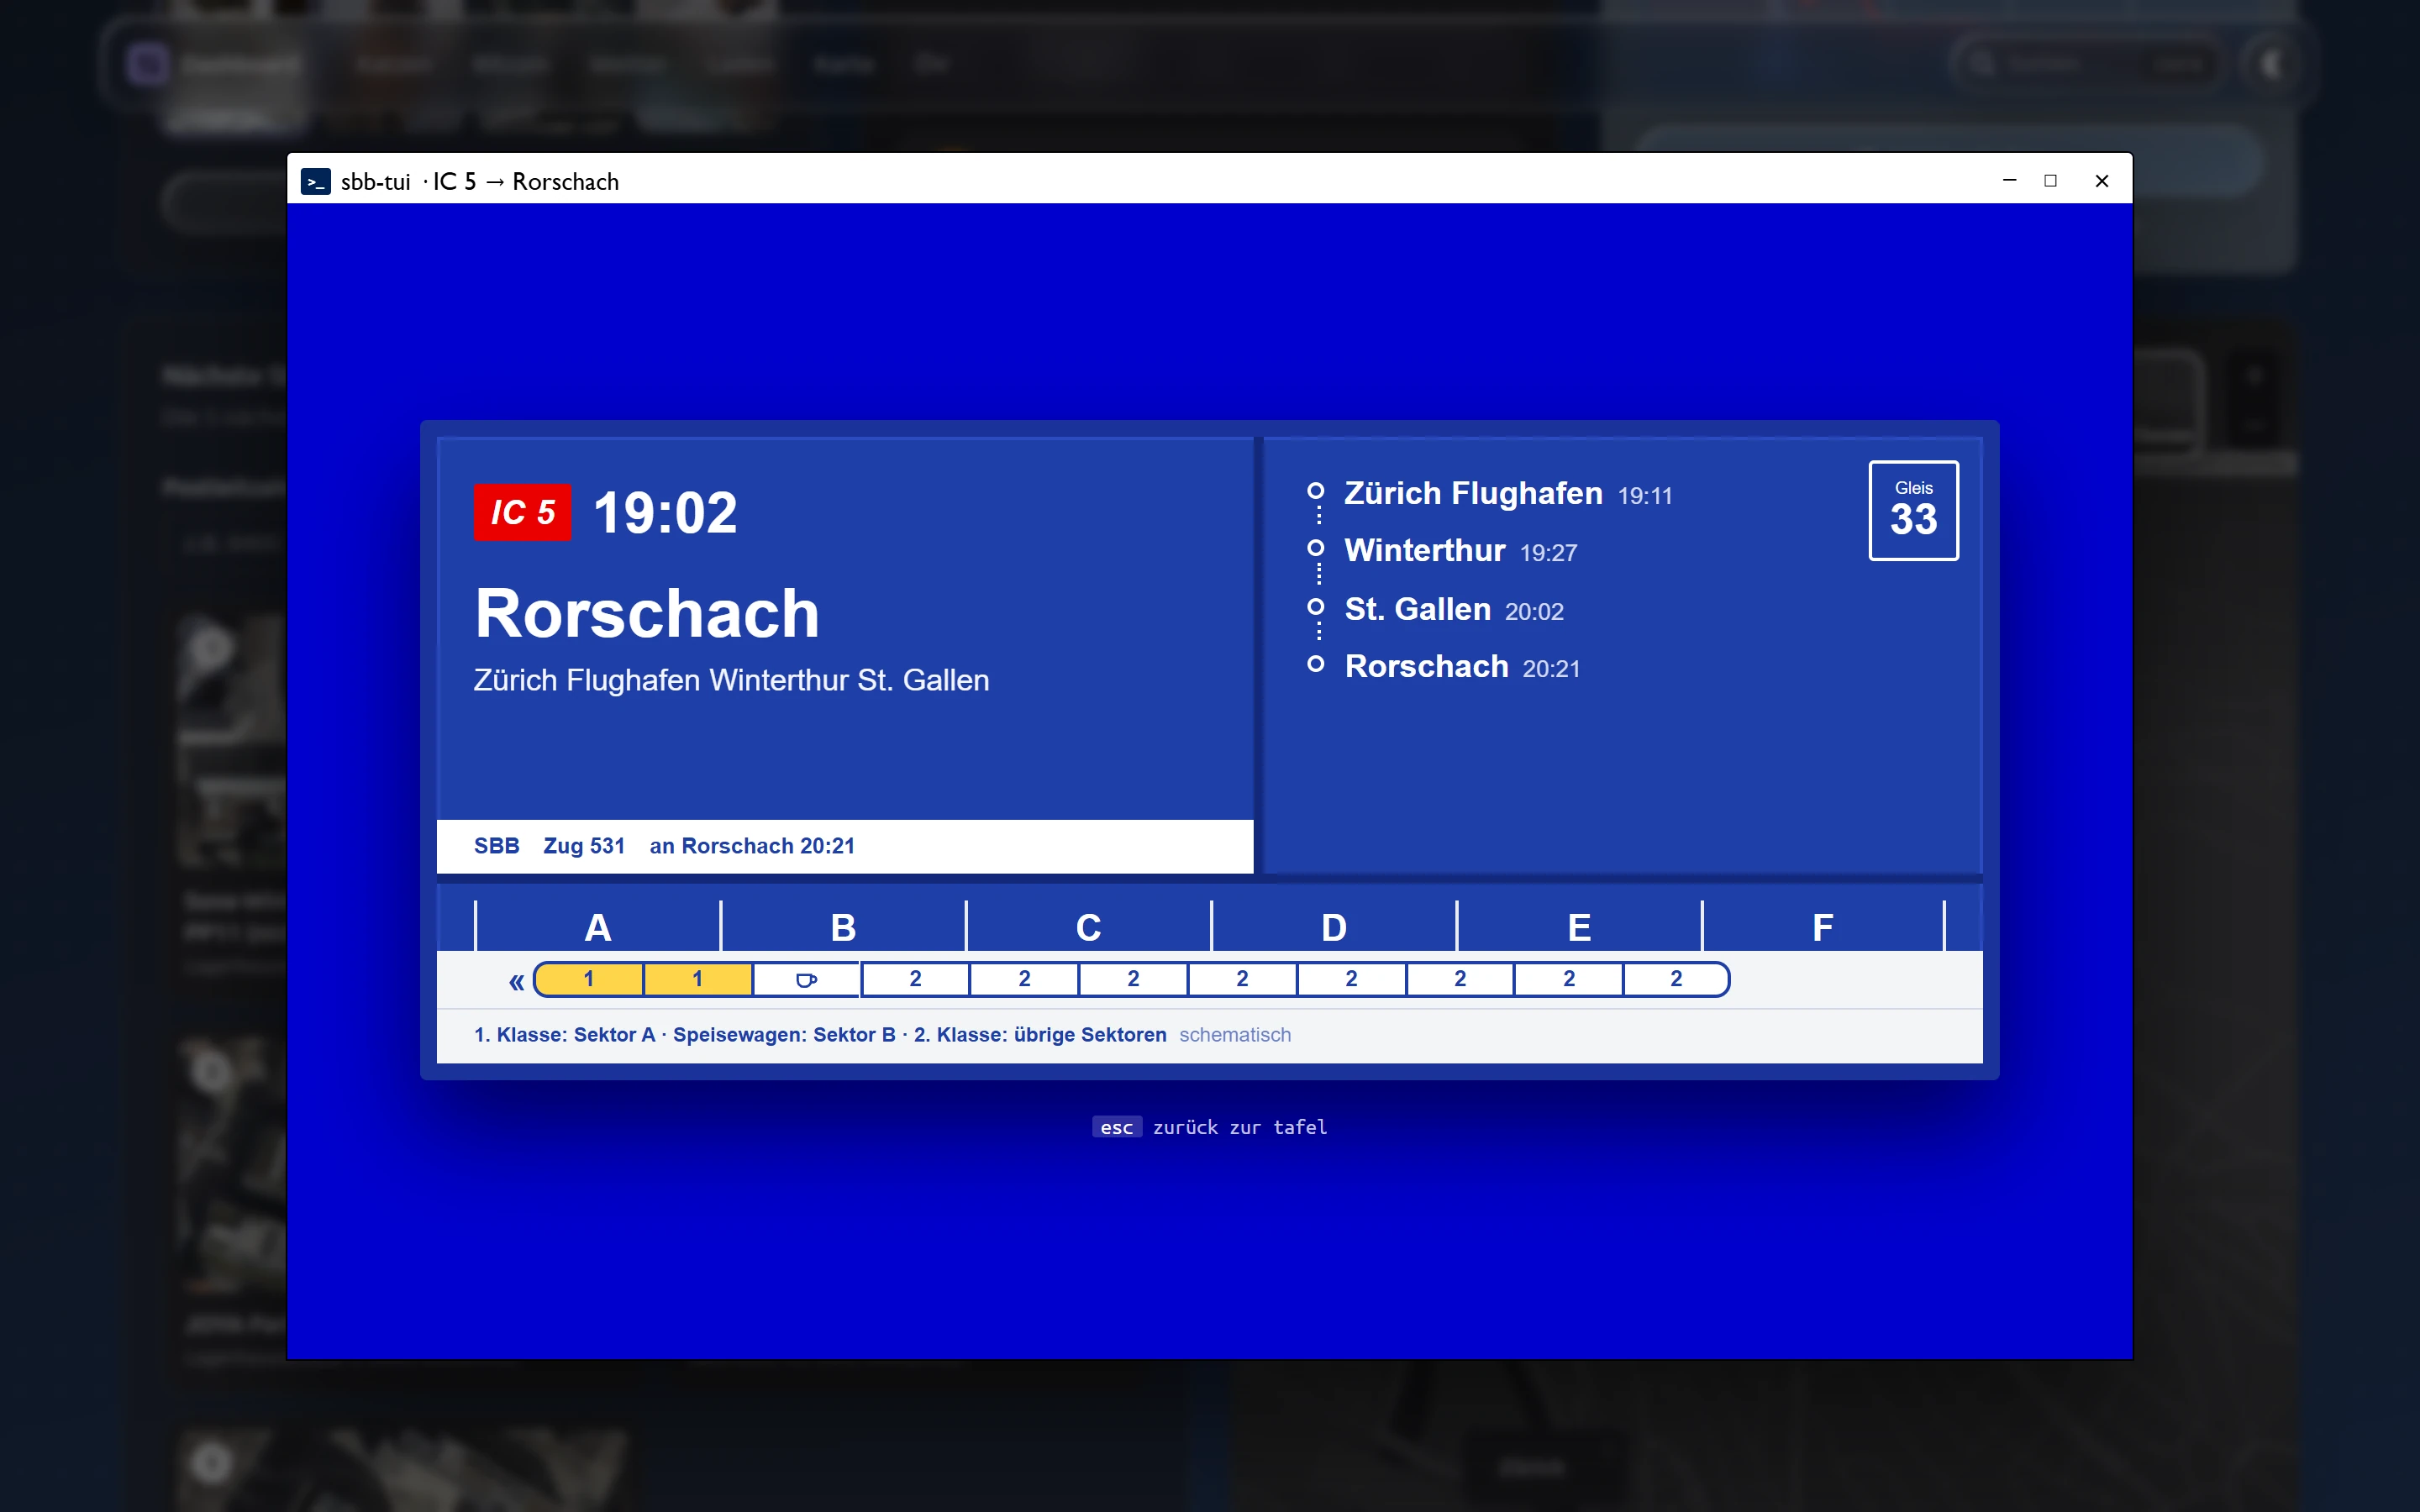 Dashboard
Karte
>_ sbb-tui · IC 5 → Rorschach
IC 5 19:02
Rorschach
Zürich Flughafen Winterthur St. Gallen
SBB Zug 531 an Rorschach 20:21
Zürich Flughafen 19:11
Winterthur 19:27
St. Gallen 20:02
Rorschach 20:21
Gleis
33
A B C D E F
« 1 1 2 2 2 2 2 2 2 2
1. Klasse: Sektor A · Speisewagen: Sektor B · 2. Klasse: übrige Sektoren schematisch
esc zurück zur tafel